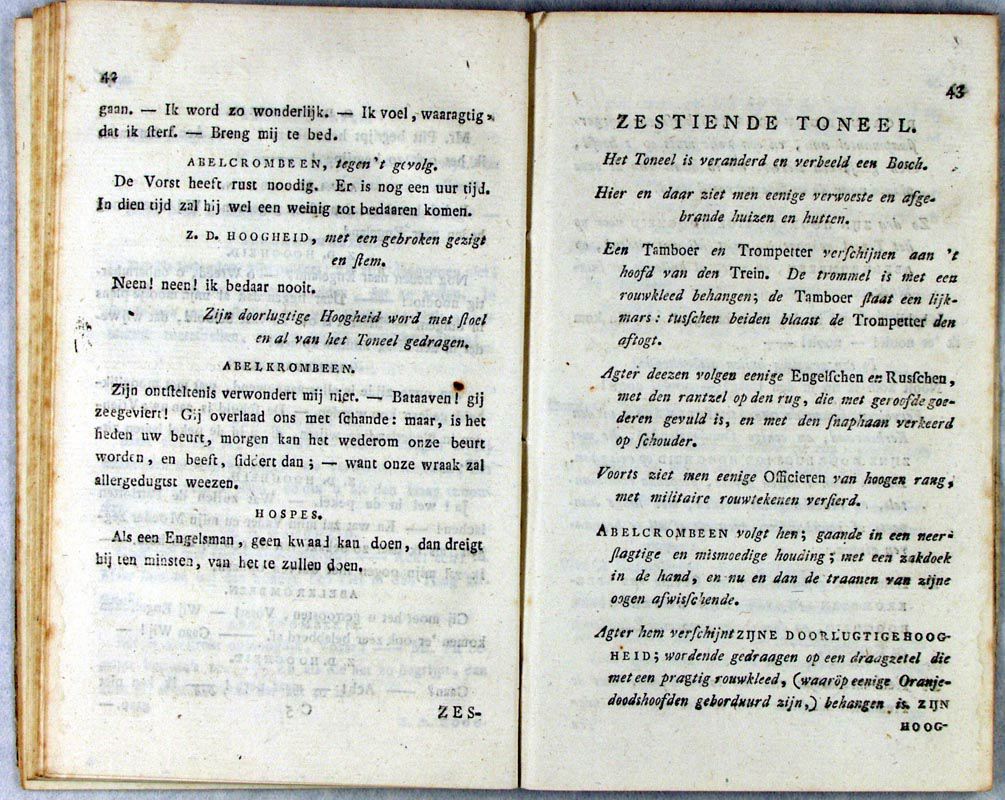 42
gaan. — Ik word zo wonderlijk. — Ik voel, waaragtig,
dat ik sterf. — Breng mij te bed.
ABELCROMBEEN, tegen 't gevolg.
De Vorst heeft rust noodig. Er is nog een uur tijd.
In dien tijd zal hij wel een weinig tot bedaaren komen.
Z. D. HOOGHEID, met een gebroken gezigt
en stem.
Neen! neen! ik bedaar nooit.
Zijn doorlugtige Hoogheid word met stoel
en al van het Toneel gedragen.
ABELKROMBEEN.
Zijn ontsteltenis verwondert mij niet. — Bataaven! gij
zeegeviert! Gij overlaad ons met schande: maar, is het
heden uw beurt, morgen kan het wederom onze beurt
worden, en beeft, siddert dan; — want onze wraak zal
allergedugtst weezen.
HOSPES.
Als een Engelsman, geen kwaad kan doen, dan dreigt
hij ten minsten, van het te zullen doen.
ZES-
43
ZESTIENDE TONEEL.
Het Toneel is veranderd en verbeeld een Bosch.
Hier en daar ziet men eenige verwoeste en afge-
brande huizen en hutten.
Een Tamboer en Trompetter verschijnen aan 't
hoofd van den Trein. De trommel is met een
rouwkleed behangen; de Tamboer slaat een lijk-
mars: tusschen beiden blaast de Trompetter den
aftogt.
Agter deezen volgen eenige Engelschen en Russchen,
met den rantzel op den rug, die met geroofde goe-
deren gevuld is, en met den snaphaan verkeerd
op schouder.
Voorts ziet men eenige Officieren van hoogen rang,
met militaire rouwtekenen versierd.
ABELCROMBEEN volgt hen; gaande in een neer-
slagtige en mismoedige houding; met een zakdoek
in de hand, en nu en dan de traanen van zijne
oogen afwisschende.
Agter hem verschijnt ZIJNE DOORLUGTIGE HOOG-
HEID; wordende gedraagen op een draagzetel die
met een pragtig rouwkleed, (waaröp eenige Oranje-
doodshoofden geborduurd zijn,) behangen is. ZIJN
HOOG-